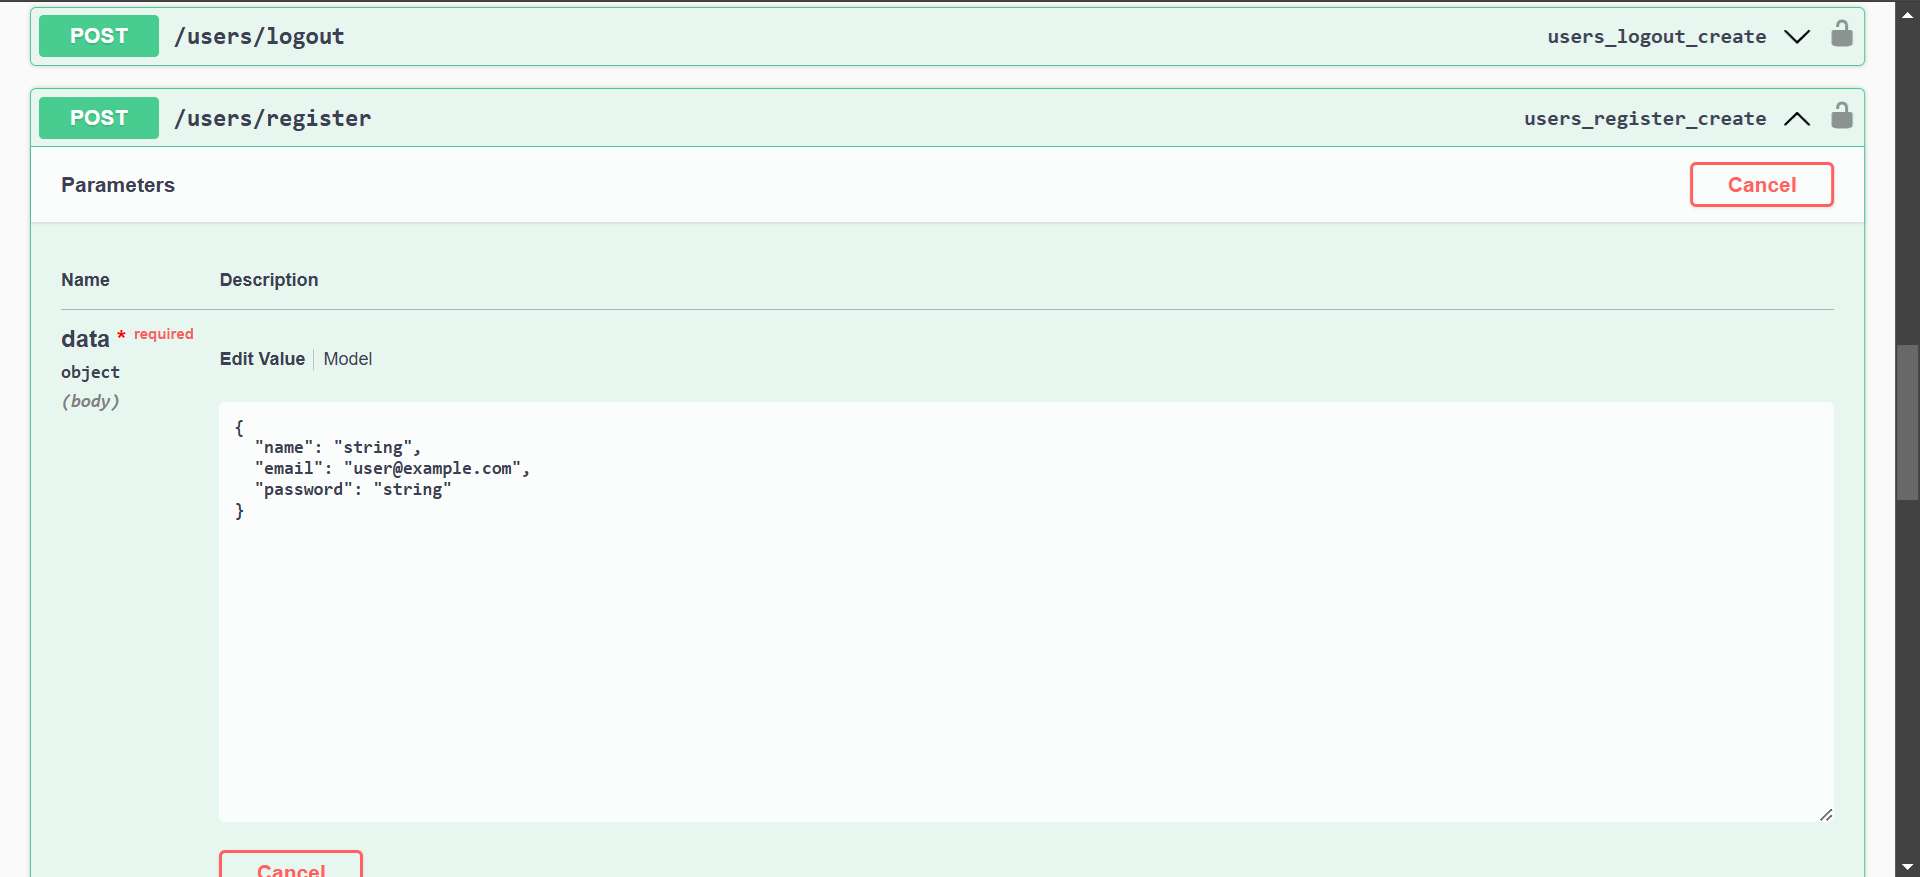 POST /users/logout users_logout_create
POST /users/register users_register_create
Parameters Cancel
Name Description
data * required
Edit Value Model
object
(body)
{
"name": "string",
"email": "user@example.com",
"password": "string"
}
Cancel